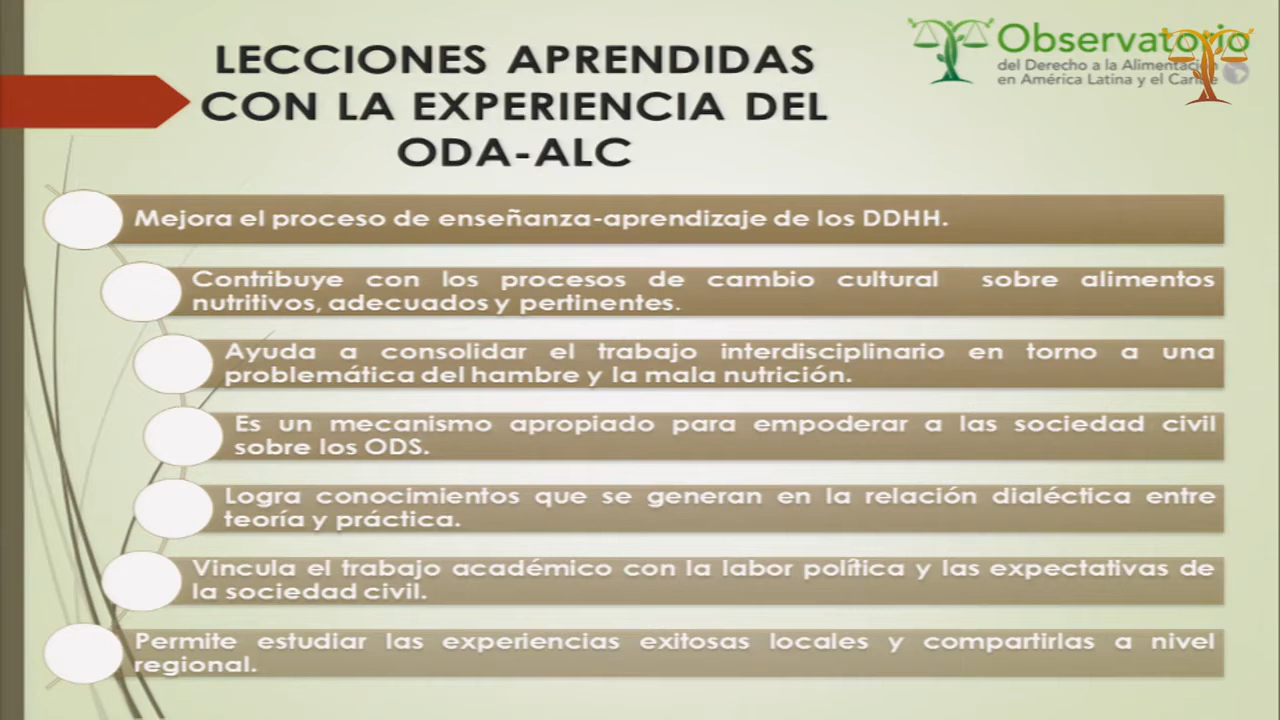 LECCIONES APRENDIDAS
CON LA EXPERIENCIA DEL
ODA-ALC
Observatorio
del Derecho a la Alimentación
en América Latina y el Caribe
Mejora el proceso de enseñanza-aprendizaje de los DDHH.
Contribuye con los procesos de cambio cultural sobre alimentos
nutritivos, adecuados y pertinentes.
Ayuda a consolidar el trabajo interdisciplinario en torno a una
problemática del hambre y la mala nutrición.
Es un mecanismo apropiado para empoderar a las sociedad civil
sobre los ODS.
Logra conocimientos que se generan en la relación dialéctica entre
teoría y práctica.
Vincula el trabajo académico con la labor política y las expectativas de
la sociedad civil.
Permite estudiar las experiencias exitosas locales y compartirlas a nivel
regional.